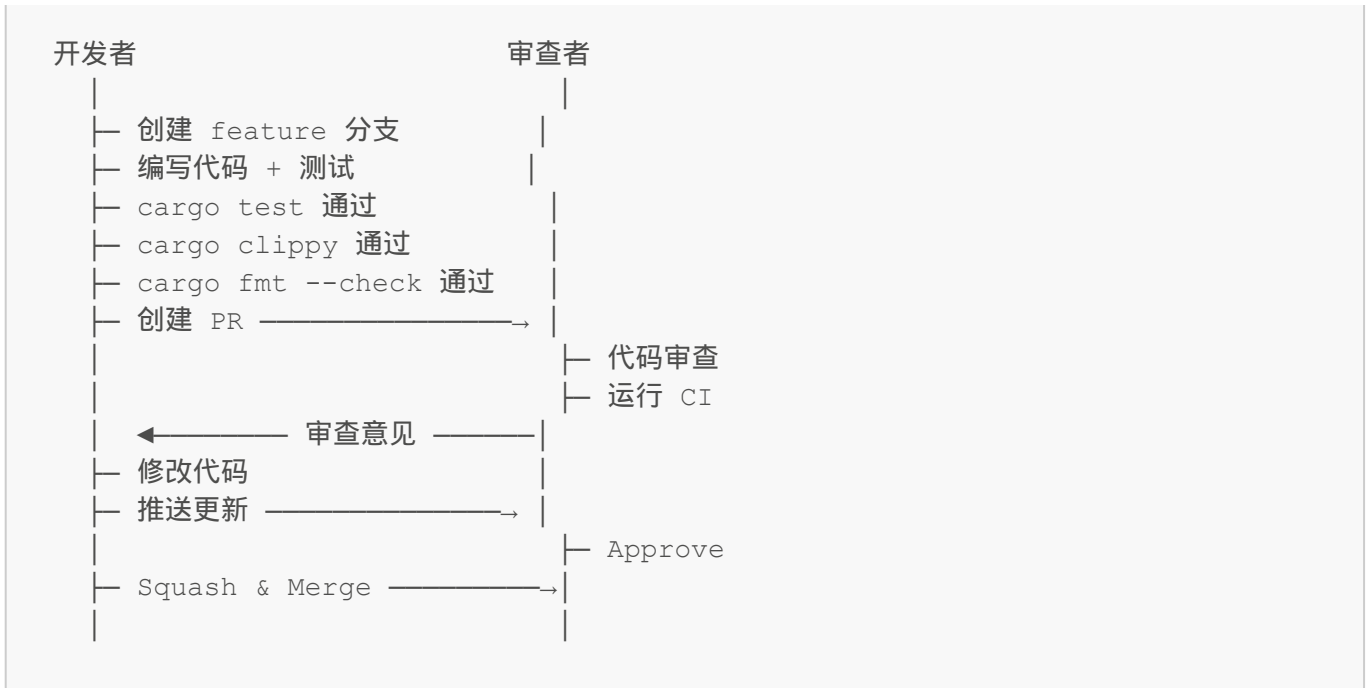 开发者 审查者
│ │
├─ 创建 feature 分支 │
├─ 编写代码 + 测试 │
├─ cargo test 通过 │
├─ cargo clippy 通过 │
├─ cargo fmt --check 通过 │
├─ 创建 PR ───────────────→ │
│ ├─ 代码审查
│ ├─ 运行 CI
│ ◄───────── 审查意见 ──────│
├─ 修改代码 │
├─ 推送更新 ──────────────→ │
│ ├─ Approve
├─ Squash & Merge ─────────→│
│ │